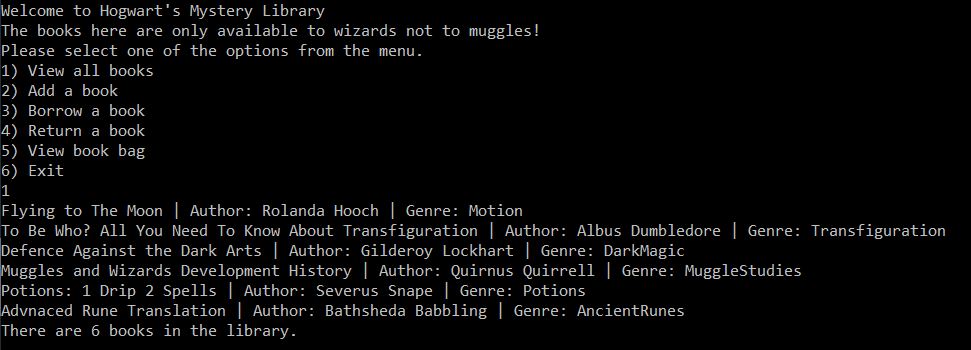 Welcome to Hogwart's Mystery Library
The books here are only available to wizards not to muggles!
Please select one of the options from the menu.
1) View all books
2) Add a book
3) Borrow a book
4) Return a book
5) View book bag
6) Exit
1
Flying to The Moon | Author: Rolanda Hooch | Genre: Motion
To Be Who? All You Need To Know About Transfiguration | Author: Albus Dumbledore | Genre: Transfiguration
Defence Against the Dark Arts | Author: Gilderoy Lockhart | Genre: DarkMagic
Muggles and Wizards Development History | Author: Quirnus Quirrell | Genre: MuggleStudies
Potions: 1 Drip 2 Spells | Author: Severus Snape | Genre: Potions
Advnaced Rune Translation | Author: Bathsheda Babbling | Genre: AncientRunes
There are 6 books in the library.